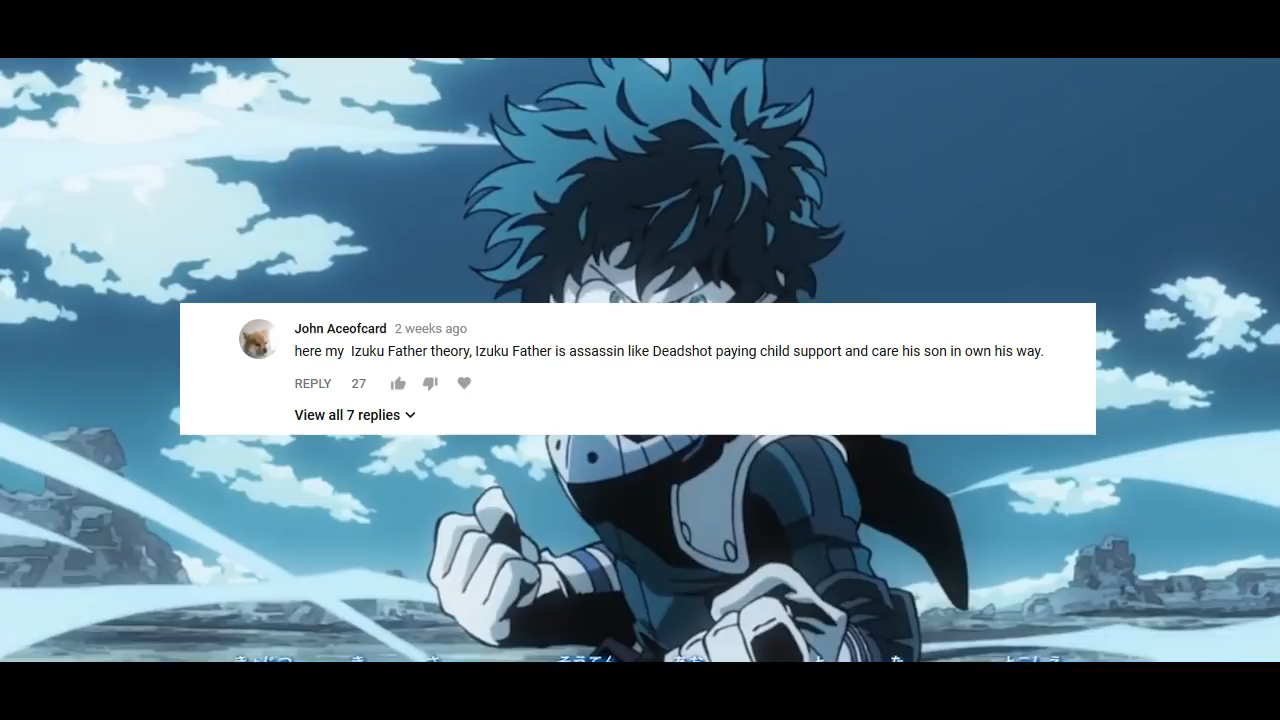 John Aceofcard 2 weeks ago
here my Izuku Father theory, Izuku Father is assassin like Deadshot paying child support and care his son in own his way.
REPLY 27
View all 7 replies